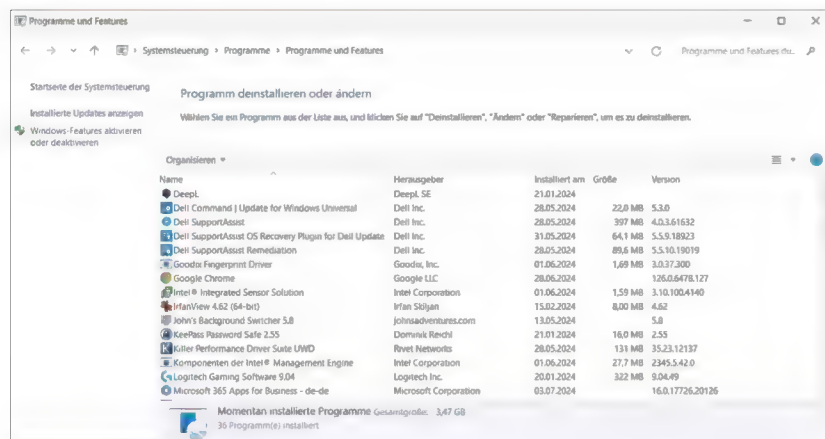 Programme und Features
Systemsteuerung › Programme › Programme und Features
Programme und Features du...
Startseite der Systemsteuerung
Installierte Updates anzeigen
Windows-Features aktivieren
oder deaktivieren
Programm deinstallieren oder ändern
Wählen Sie ein Programm aus der Liste aus, und klicken Sie auf "Deinstallieren", "Ändern" oder "Reparieren", um es zu deinstallieren.
Organisieren
Name Herausgeber Installiert am Größe Version
DeepL DeepL SE 21.01.2024
Dell Command | Update for Windows Universal Dell Inc. 28.05.2024 22,0 MB 5.3.0
Dell SupportAssist Dell Inc. 28.05.2024 397 MB 4.0.3.61632
Dell SupportAssist OS Recovery Plugin for Dell Update Dell Inc. 31.05.2024 64,1 MB 5.5.9.18923
Dell SupportAssist Remediation Dell Inc. 28.05.2024 89,6 MB 5.5.10.19019
Goodix Fingerprint Driver Goodix, Inc. 01.06.2024 1,69 MB 3.0.37.300
Google Chrome Google LLC 28.06.2024 126.0.6478.127
Intel® Integrated Sensor Solution Intel Corporation 01.06.2024 1,59 MB 3.10.100.4140
IrfanView 4.62 (64-bit) Irfan Skiljan 15.02.2024 8,00 MB 4.62
John's Background Switcher 5.8 johnsadventures.com 13.05.2024 5.8
KeePass Password Safe 2.55 Dominik Reichl 21.01.2024 16,0 MB 2.55
Killer Performance Driver Suite UWD Rivet Networks 28.05.2024 131 MB 35.23.12137
Komponenten der Intel® Management Engine Intel Corporation 01.06.2024 27,7 MB 2345.5.42.0
Logitech Gaming Software 9.04 Logitech Inc. 20.01.2024 322 MB 9.04.49
Microsoft 365 Apps for Business - de-de Microsoft Corporation 03.07.2024 16.0.17726.20126
Momentan installierte Programme Gesamtgröße: 3,47 GB
36 Programm(e) installiert